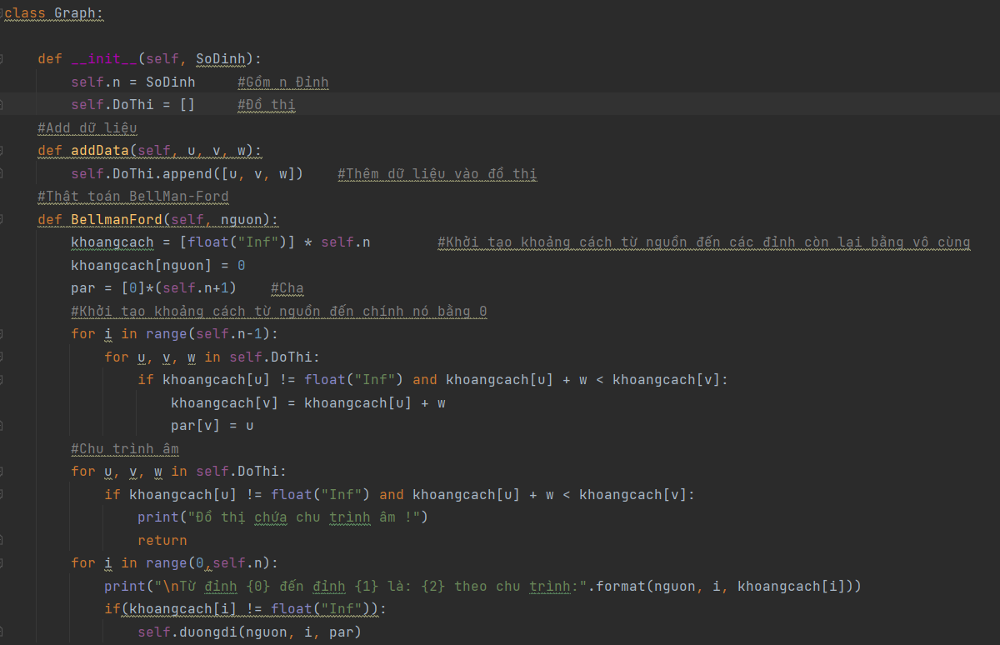 class Graph:
def __init__(self, SoDinh):
self.n = SoDinh #Gồm n Đỉnh
self.DoThi = [] #Đồ thị
#Add dữ liệu
def addData(self, u, v, w):
self.DoThi.append([u, v, w]) #Thêm dữ liệu vào đồ thị
#Thật toán BellMan-Ford
def BellmanFord(self, nguon):
khoangcach = [float("Inf")] * self.n #Khởi tạo khoảng cách từ nguồn đến các đỉnh còn lại bằng vô cùng
khoangcach[nguon] = 0
par = [0]*(self.n+1) #Cha
#Khởi tạo khoảng cách từ nguồn đến chính nó bằng 0
for i in range(self.n-1):
for u, v, w in self.DoThi:
if khoangcach[u] != float("Inf") and khoangcach[u] + w < khoangcach[v]:
khoangcach[v] = khoangcach[u] + w
par[v] = u
#Chu trình âm
for u, v, w in self.DoThi:
if khoangcach[u] != float("Inf") and khoangcach[u] + w < khoangcach[v]:
print("Đồ thị chứa chu trình âm !")
return
for i in range(0,self.n):
print("\nTừ đỉnh {0} đến đỉnh {1} là: {2} theo chu trình:".format(nguon, i, khoangcach[i]))
if(khoangcach[i] != float("Inf")):
self.duongdi(nguon, i, par)